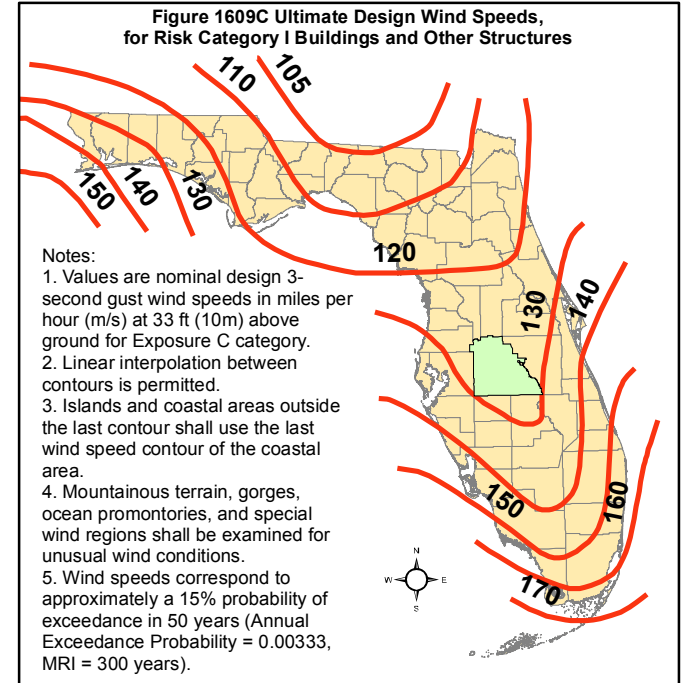 Figure 1609C Ultimate Design Wind Speeds,
for Risk Category I Buildings and Other Structures
105
110
150
140
130
120
Notes:
1. Values are nominal design 3-
second gust wind speeds in miles per
hour (m/s) at 33 ft (10m) above
ground for Exposure C category.
2. Linear interpolation between
contours is permitted.
3. Islands and coastal areas outside
the last contour shall use the last
wind speed contour of the coastal
area.
4. Mountainous terrain, gorges,
ocean promontories, and special
wind regions shall be examined for
unusual wind conditions.
5. Wind speeds correspond to
approximately a 15% probability of
exceedance in 50 years (Annual
Exceedance Probability = 0.00333,
MRI = 300 years).
130
140
150
160
170
N
W E
S